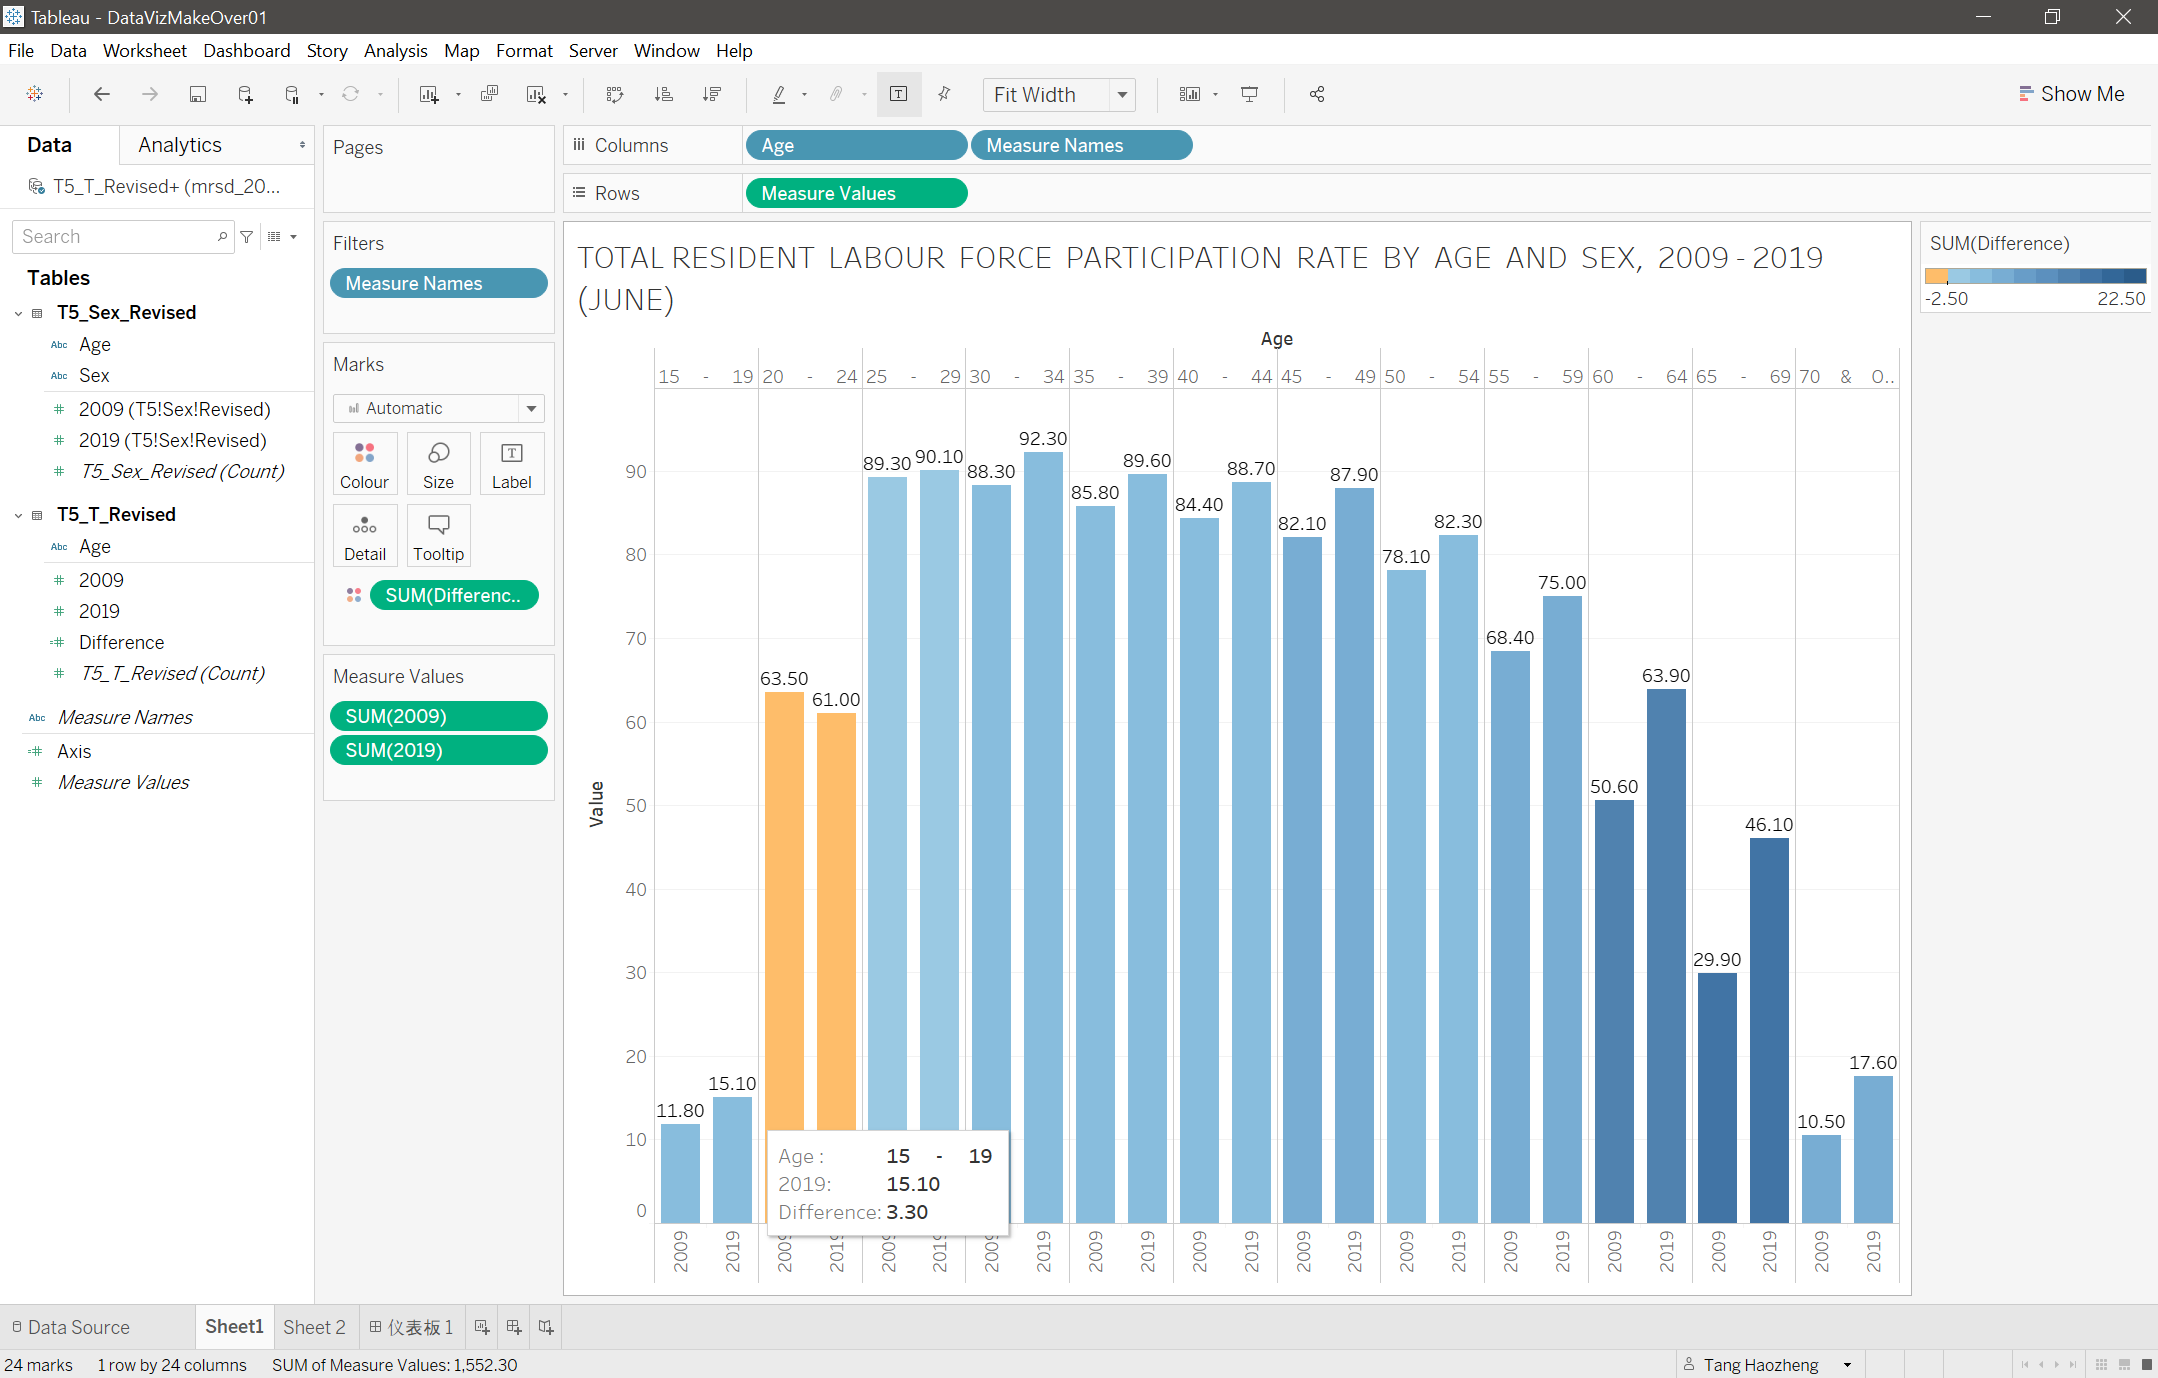 Tableau - DataVizMakeOver01
File Data Worksheet Dashboard Story Analysis Map Format Server Window Help
Fit Width
Show Me
Data Analytics
T5_T_Revised+ (mrsd_20...
Search
Tables
T5_Sex_Revised
Abc Age
Abc Sex
# 2009 (T5!Sex!Revised)
# 2019 (T5!Sex!Revised)
# T5_Sex_Revised (Count)
T5_T_Revised
Abc Age
# 2009
# 2019
=# Difference
# T5_T_Revised (Count)
Abc Measure Names
=# Axis
# Measure Values
Pages
Filters
Measure Names
Marks
Automatic
Colour Size Label
Detail Tooltip
SUM(Differenc..
Measure Values
SUM(2009)
SUM(2019)
Columns Age Measure Names
Rows Measure Values
TOTAL RESIDENT LABOUR FORCE PARTICIPATION RATE BY AGE AND SEX, 2009 - 2019
(JUNE)
Age
15 - 19 20 - 24 25 - 29 30 - 34 35 - 39 40 - 44 45 - 49 50 - 54 55 - 59 60 - 64 65 - 69 70 & O..
Value
90
80
70
60
50
40
30
20
10
0
11.80 15.10 63.50 61.00 89.30 90.10 88.30 92.30 85.80 89.60 84.40 88.70 82.10 87.90 78.10 82.30 68.40 75.00 50.60 63.90 29.90 46.10 10.50 17.60
Age : 15 - 19
2019: 15.10
Difference: 3.30
2009 2019 2009 2019 2009 2019 2009 2019 2009 2019 2009 2019 2009 2019 2009 2019 2009 2019 2009 2019 2009 2019 2009 2019
SUM(Difference)
-2.50 22.50
Data Source Sheet1 Sheet 2 仪表板 1
24 marks 1 row by 24 columns SUM of Measure Values: 1,552.30
Tang Haozheng